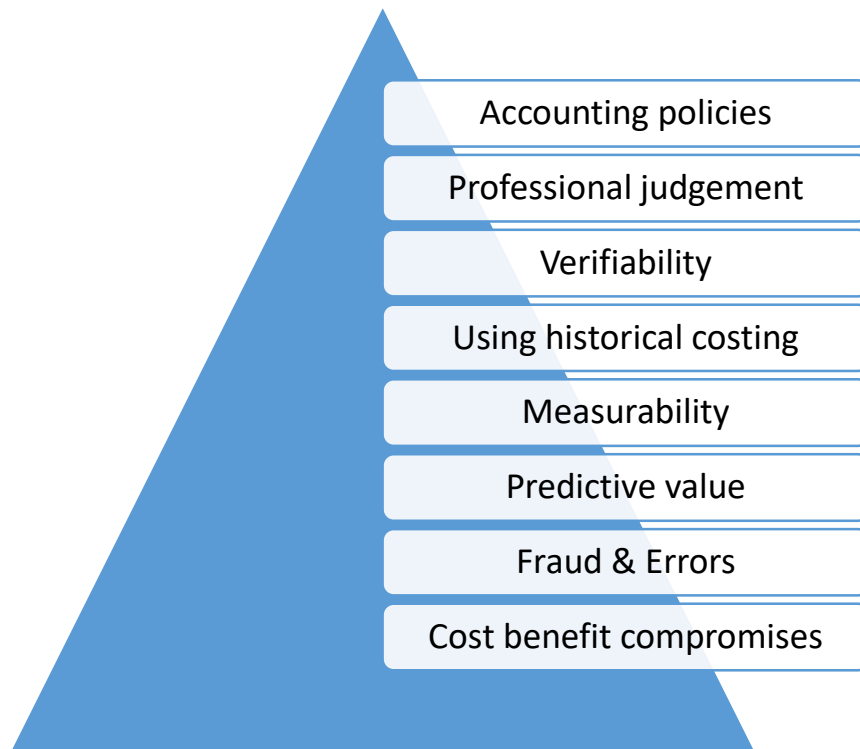 Accounting policies
Professional judgement
Verifiability
Using historical costing
Measurability
Predictive value
Fraud & Errors
Cost benefit compromises